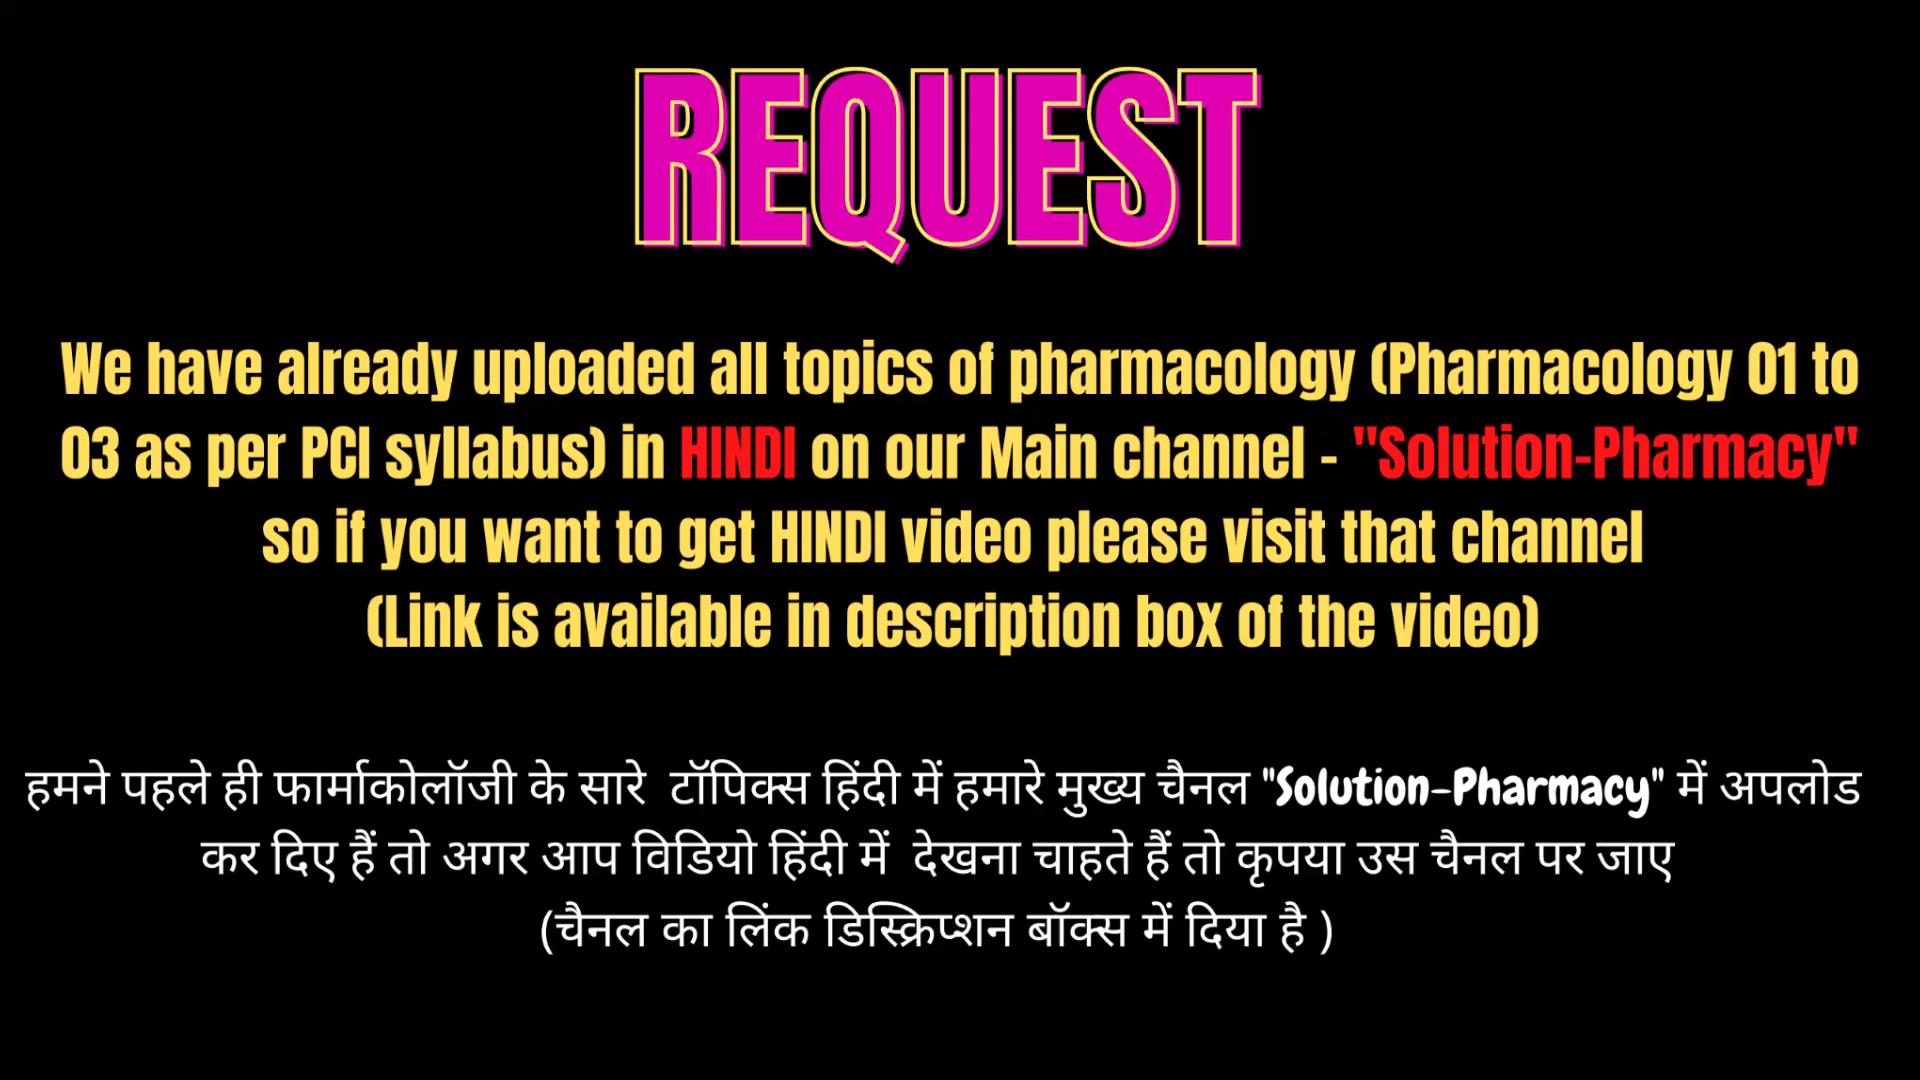 REQUEST
We have already uploaded all topics of pharmacology (Pharmacology 01 to
03 as per PCI syllabus) in HINDI on our Main channel - "Solution-Pharmacy"
so if you want to get HINDI video please visit that channel
(Link is available in description box of the video)
हमने पहले ही फार्माकोलॉजी के सारे टॉपिक्स हिंदी में हमारे मुख्य चैनल "Solution-Pharmacy" में अपलोड
कर दिए हैं तो अगर आप विडियो हिंदी में देखना चाहते हैं तो कृपया उस चैनल पर जाए
(चैनल का लिंक डिस्क्रिप्शन बॉक्स में दिया है )